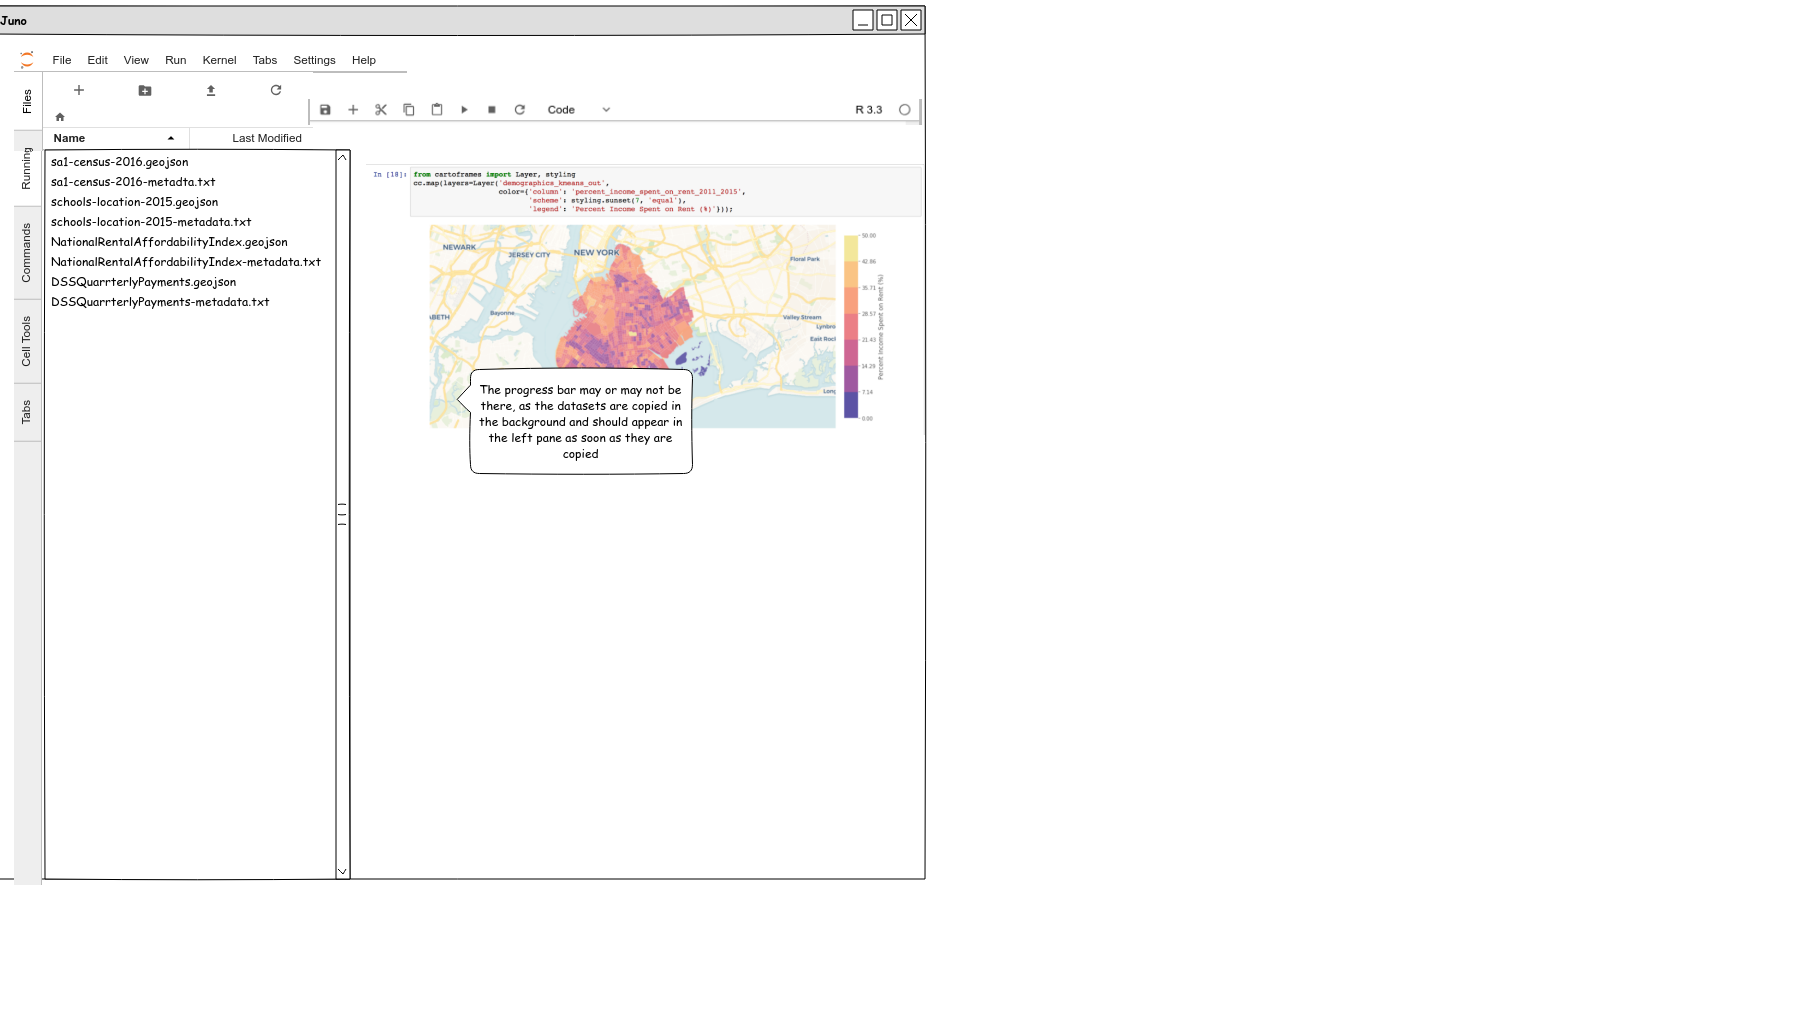 Juno
File Edit View Run Kernel Tabs Settings Help
Files
Running
Commands
Cell Tools
Tabs
Code
R 3.3
Name
Last Modified
sa1-census-2016.geojson
sa1-census-2016-metadta.txt
schools-location-2015.geojson
schools-location-2015-metadata.txt
NationalRentalAffordabilityIndex.geojson
NationalRentalAffordabilityIndex-metadata.txt
DSSQuarrterlyPayments.geojson
DSSQuarrterlyPayments-metadata.txt
In [18]:
from cartoframes import Layer, styling
cc.map(layers=Layer('demographics_kmeans_out',
color={'column': 'percent_income_spent_on_rent_2011_2015',
'scheme': styling.sunset(7, 'equal'),
'legend': 'Percent Income Spent on Rent (%)'}));
NEWARK
JERSEY CITY
NEW YORK
Floral Park
ABETH
Bayonne
Valley Stream
Lynbro
East Rocl
Long
50.00
42.86
35.71
28.57
21.43
14.29
7.14
0.00
Percent Income Spent on Rent (%)
The progress bar may or may not be
there, as the datasets are copied in
the background and should appear in
the left pane as soon as they are
copied